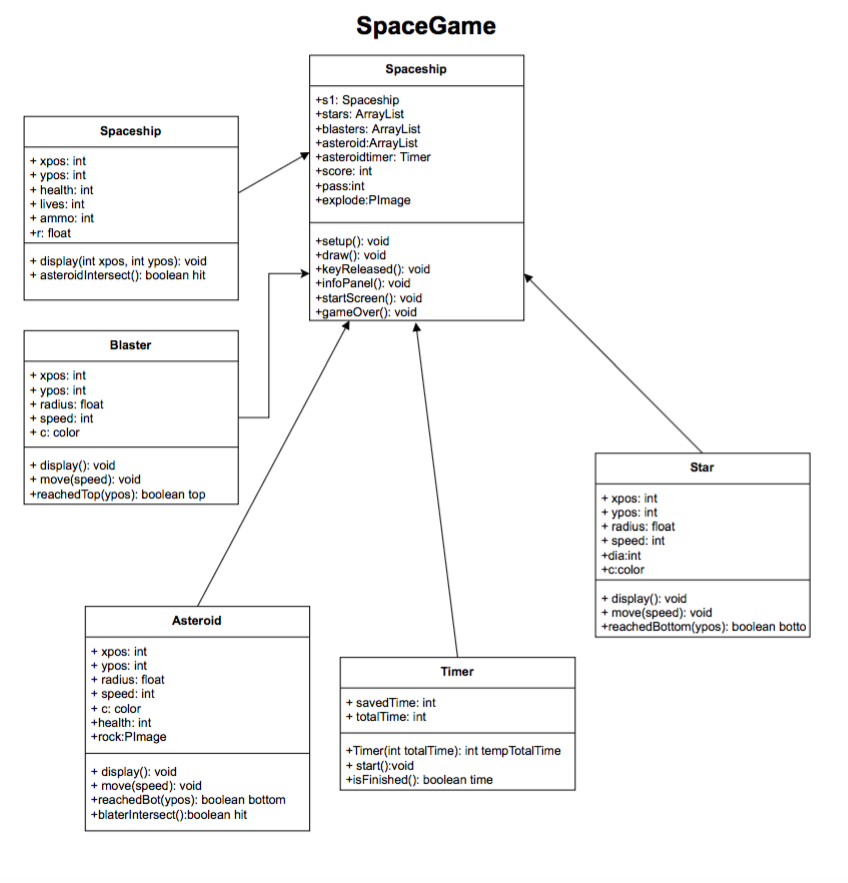 SpaceGame
Spaceship
+s1: Spaceship
+stars: ArrayList
+blasters: ArrayList
+asteroid:ArrayList
+asteroidtimer: Timer
+score: int
+pass:int
+explode:PImage
+setup(): void
+draw(): void
+keyReleased(): void
+infoPanel(): void
+startScreen(): void
+gameOver(): void
Spaceship
+ xpos: int
+ ypos: int
+ health: int
+ lives: int
+ ammo: int
+r: float
+ display(int xpos, int ypos): void
+ asteroidIntersect(): boolean hit
Blaster
+ xpos: int
+ ypos: int
+ radius: float
+ speed: int
+ c: color
+ display(): void
+ move(speed): void
+reachedTop(ypos): boolean top
Star
+ xpos: int
+ ypos: int
+ radius: float
+ speed: int
+dia:int
+c:color
+ display(): void
+ move(speed): void
+reachedBottom(ypos): boolean botto
Asteroid
+ xpos: int
+ ypos: int
+ radius: float
+ speed: int
+ c: color
+health: int
+rock:PImage
+ display(): void
+ move(speed): void
+reachedBot(ypos): boolean bottom
+blaterIntersect():boolean hit
Timer
+ savedTime: int
+ totalTime: int
+Timer(int totalTime): int tempTotalTime
+ start():void
+isFinished(): boolean time